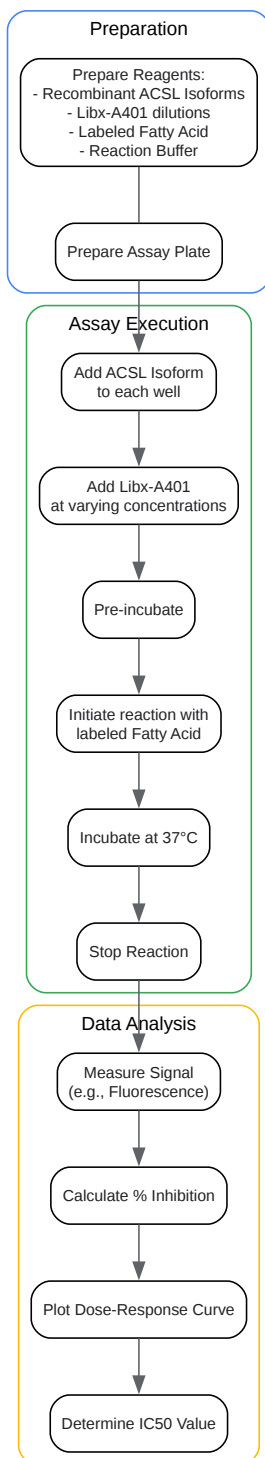 Preparation
Prepare Reagents:
- Recombinant ACSL Isoforms
- Libx-A401 dilutions
- Labeled Fatty Acid
- Reaction Buffer
Prepare Assay Plate
Assay Execution
Add ACSL Isoform
to each well
Add Libx-A401
at varying concentrations
Pre-incubate
Initiate reaction with
labeled Fatty Acid
Incubate at 37°C
Stop Reaction
Data Analysis
Measure Signal
(e.g., Fluorescence)
Calculate % Inhibition
Plot Dose-Response Curve
Determine IC50 Value